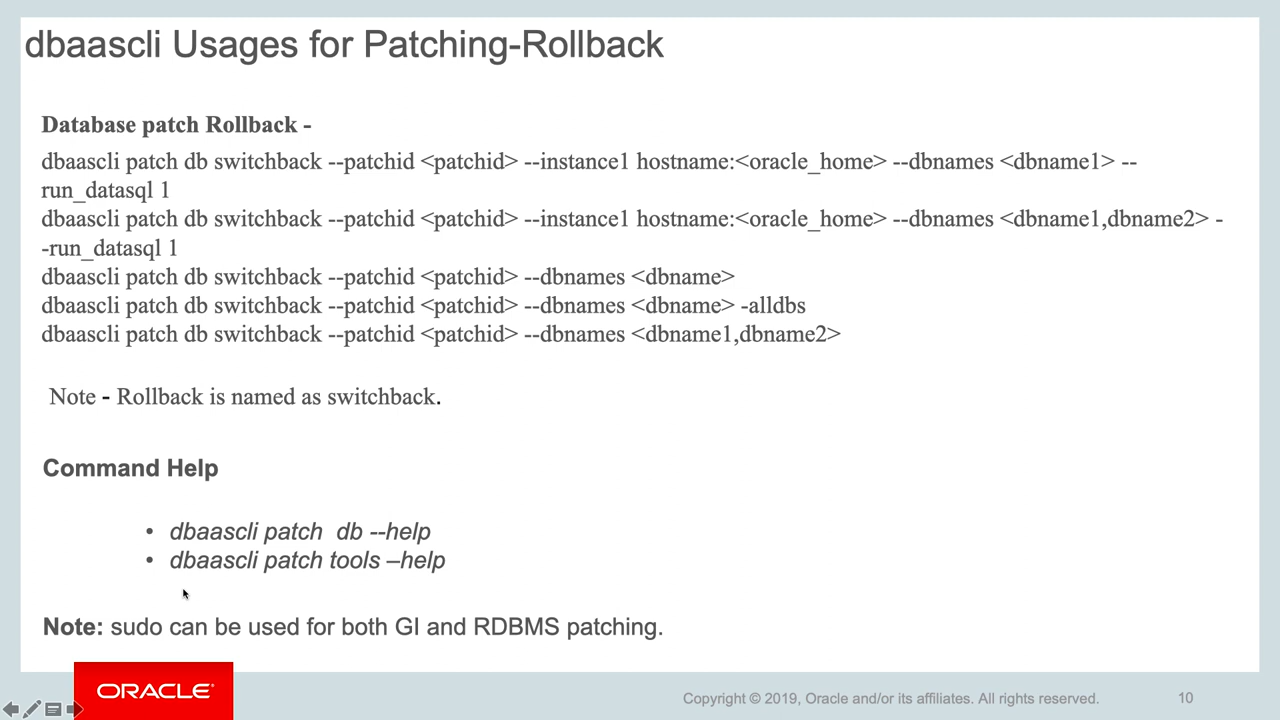 dbaascli Usages for Patching-Rollback
Database patch Rollback -
dbaascli patch db switchback --patchid <patchid> --instance1 hostname:<oracle_home> --dbnames <dbname1> --
run_datasql 1
dbaascli patch db switchback --patchid <patchid> --instance1 hostname:<oracle_home> --dbnames <dbname1,dbname2> -
-run_datasql 1
dbaascli patch db switchback --patchid <patchid> --dbnames <dbname>
dbaascli patch db switchback --patchid <patchid> --dbnames <dbname> -alldbs
dbaascli patch db switchback --patchid <patchid> --dbnames <dbname1,dbname2>
Note - Rollback is named as switchback.
Command Help
• dbaascli patch  db --help
• dbaascli patch tools –help
Note: sudo can be used for both GI and RDBMS patching.
ORACLE®
Copyright © 2019, Oracle and/or its affiliates. All rights reserved.
10